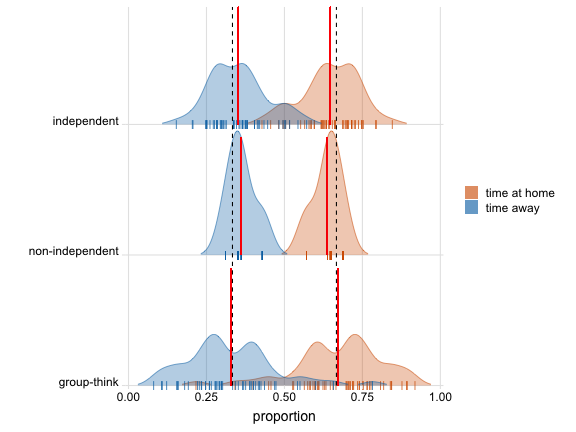 independent
time at home
time away
non-independent
group-think
0.00 0.25 0.50 0.75 1.00
proportion